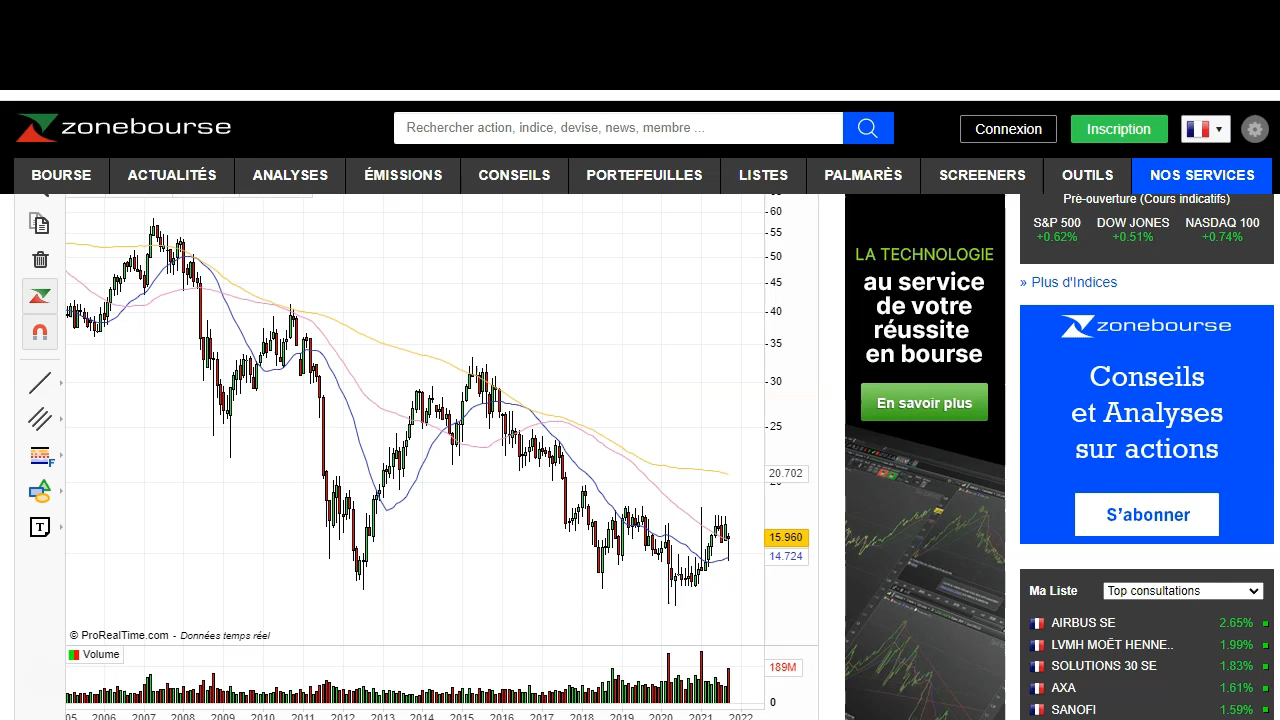 zonebourse
Rechercher action, indice, devise, news, membre ...
Connexion
Inscription
BOURSE
ACTUALITÉS
ANALYSES
ÉMISSIONS
CONSEILS
PORTEFEUILLES
LISTES
PALMARÈS
SCREENERS
OUTILS
NOS SERVICES
60
55
50
45
40
35
30
25
20.702
15.960
14.724
© ProRealTime.com - Données temps réel
Volume
189M
0
05 2006 2007 2008 2009 2010 2011 2012 2013 2014 2015 2016 2017 2018 2019 2020 2021 2022
F
T
LA TECHNOLOGIE
au service
de votre
réussite
en bourse
En savoir plus
Pré-ouverture (Cours indicatifs)
S&P 500 DOW JONES NASDAQ 100
+0.62% +0.51% +0.74%
» Plus d'Indices
zonebourse
Conseils
et Analyses
sur actions
S'abonner
Ma Liste Top consultations
AIRBUS SE 2.65%
LVMH MOËT HENNE.. 1.99%
SOLUTIONS 30 SE 1.83%
AXA 1.61%
SANOFI 1.59%